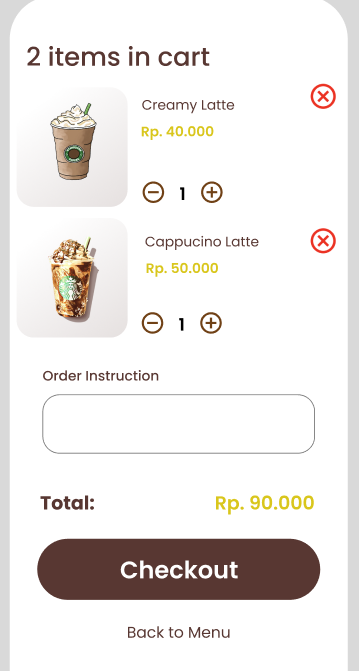 2 items in cart
Creamy Latte
Rp. 40.000
1
Cappucino Latte
Rp. 50.000
1
Order Instruction
Total:
Rp. 90.000
Checkout
Back to Menu